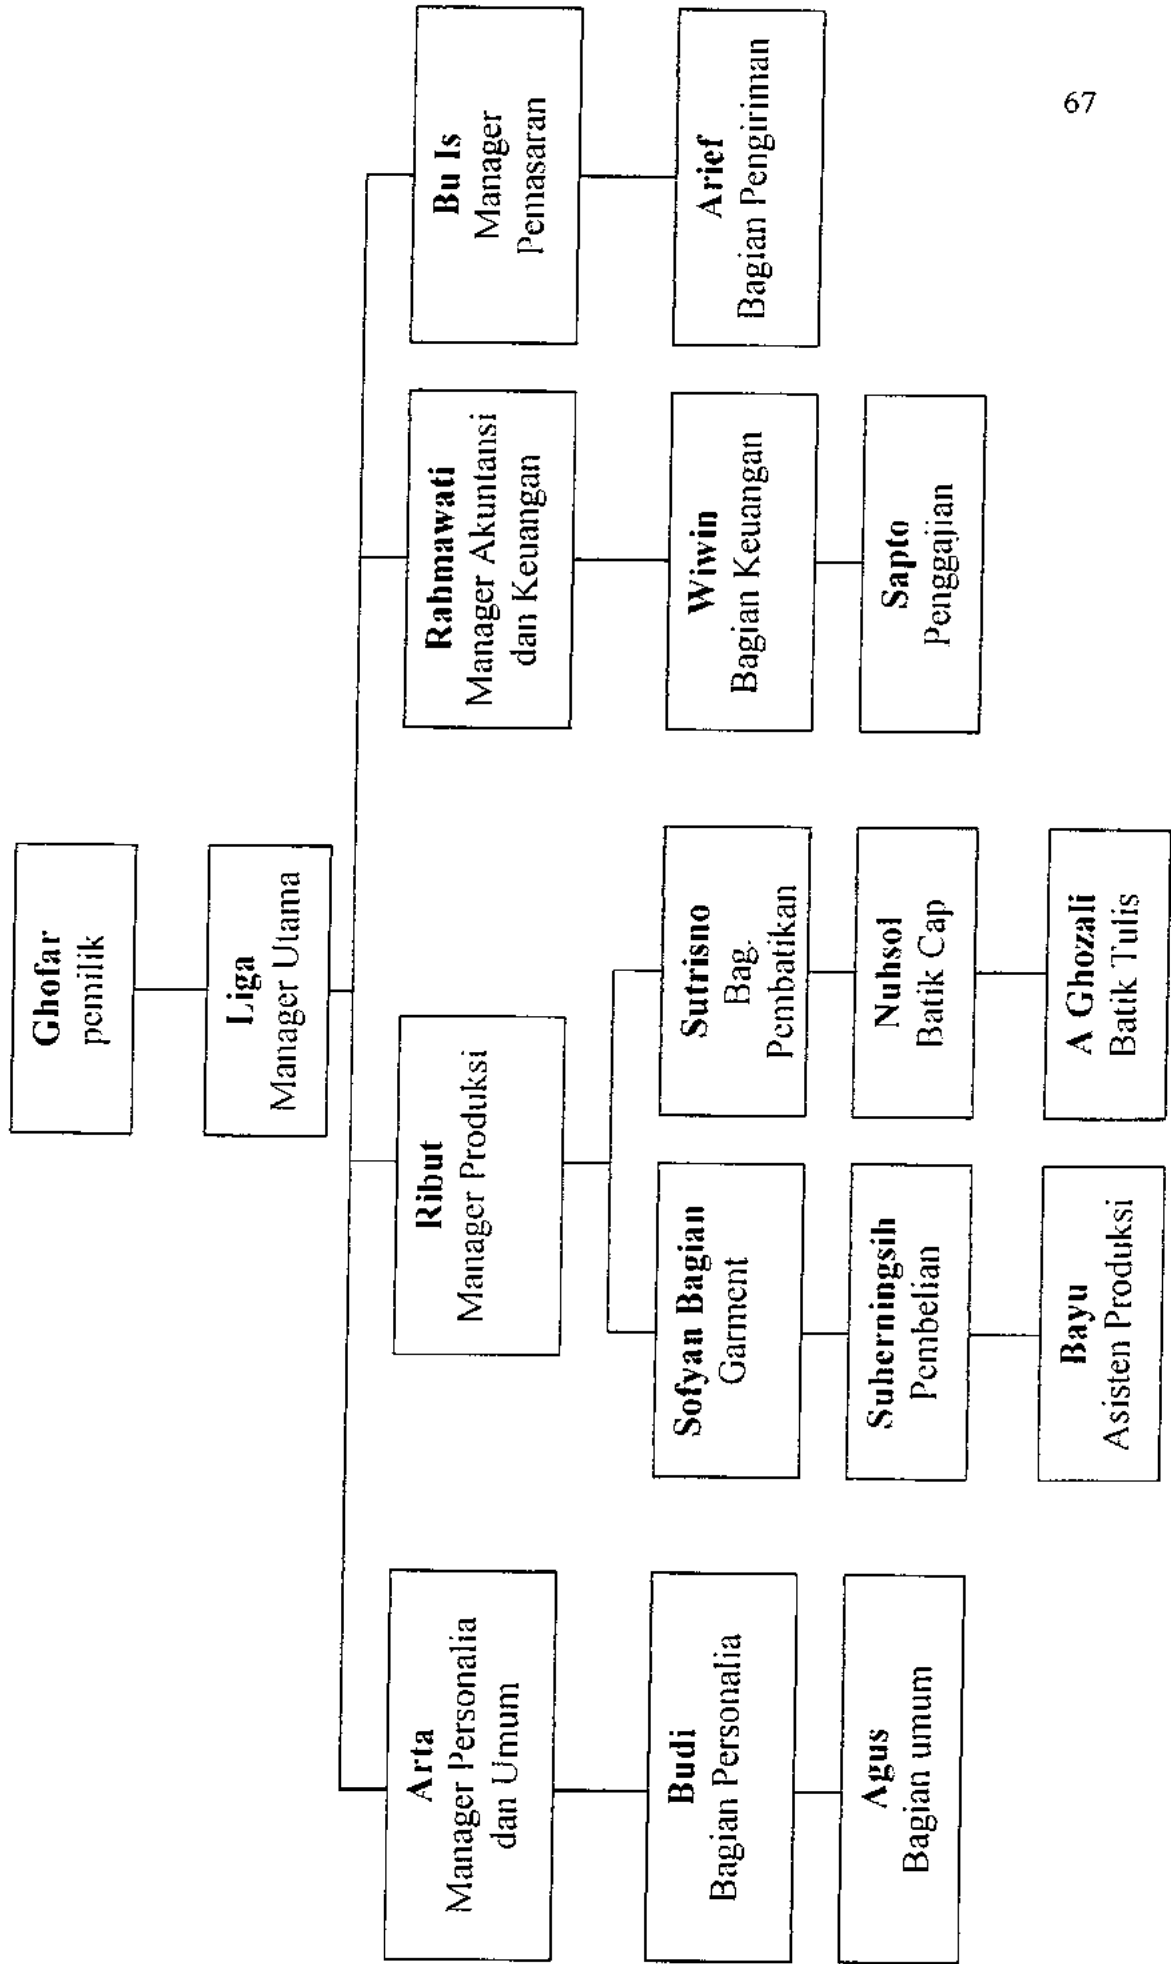 67
Ghofar
pemilik
Liga
Manager Utama
Arta
Manager Personalia
dan Umum
Ribut
Manager Produksi
Rahmawati
Manager Akuntansi
dan Keuangan
Bu Is
Manager
Pemasaran
Budi
Bagian Personalia
Sofyan Bagian
Garment
Sutrisno
Bag.
Pembatikan
Wiwin
Bagian Keuangan
Arief
Bagian Pengiriman
Agus
Bagian umum
Suherningsih
Pembelian
Nuhsol
Batik Cap
Sapto
Penggajian
Bayu
Asisten Produksi
A Ghozali
Batik Tulis